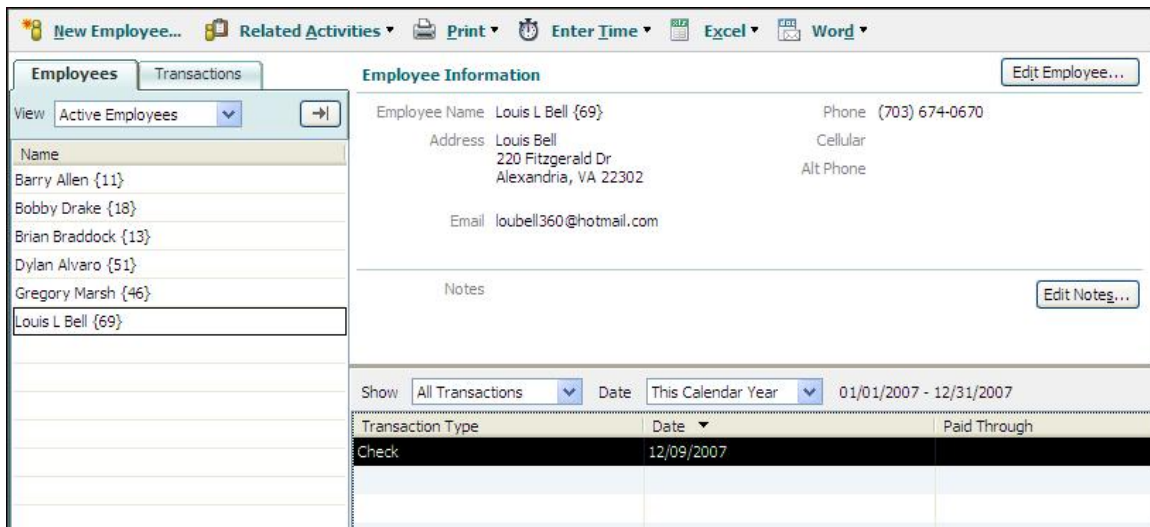 New Employee... Related Activities Print Enter Time Excel Word
Employees Transactions
View Active Employees
Name
Barry Allen {11}
Bobby Drake {18}
Brian Braddock {13}
Dylan Alvaro {51}
Gregory Marsh {46}
Louis L Bell {69}
Employee Information Edit Employee...
Employee Name Louis L Bell {69} Phone (703) 674-0670
Address Louis Bell Cellular
220 Fitzgerald Dr
Alexandria, VA 22302 Alt Phone
Email loubell360@hotmail.com
Notes Edit Notes...
Show All Transactions Date This Calendar Year 01/01/2007 - 12/31/2007
Transaction Type Date Paid Through
Check 12/09/2007